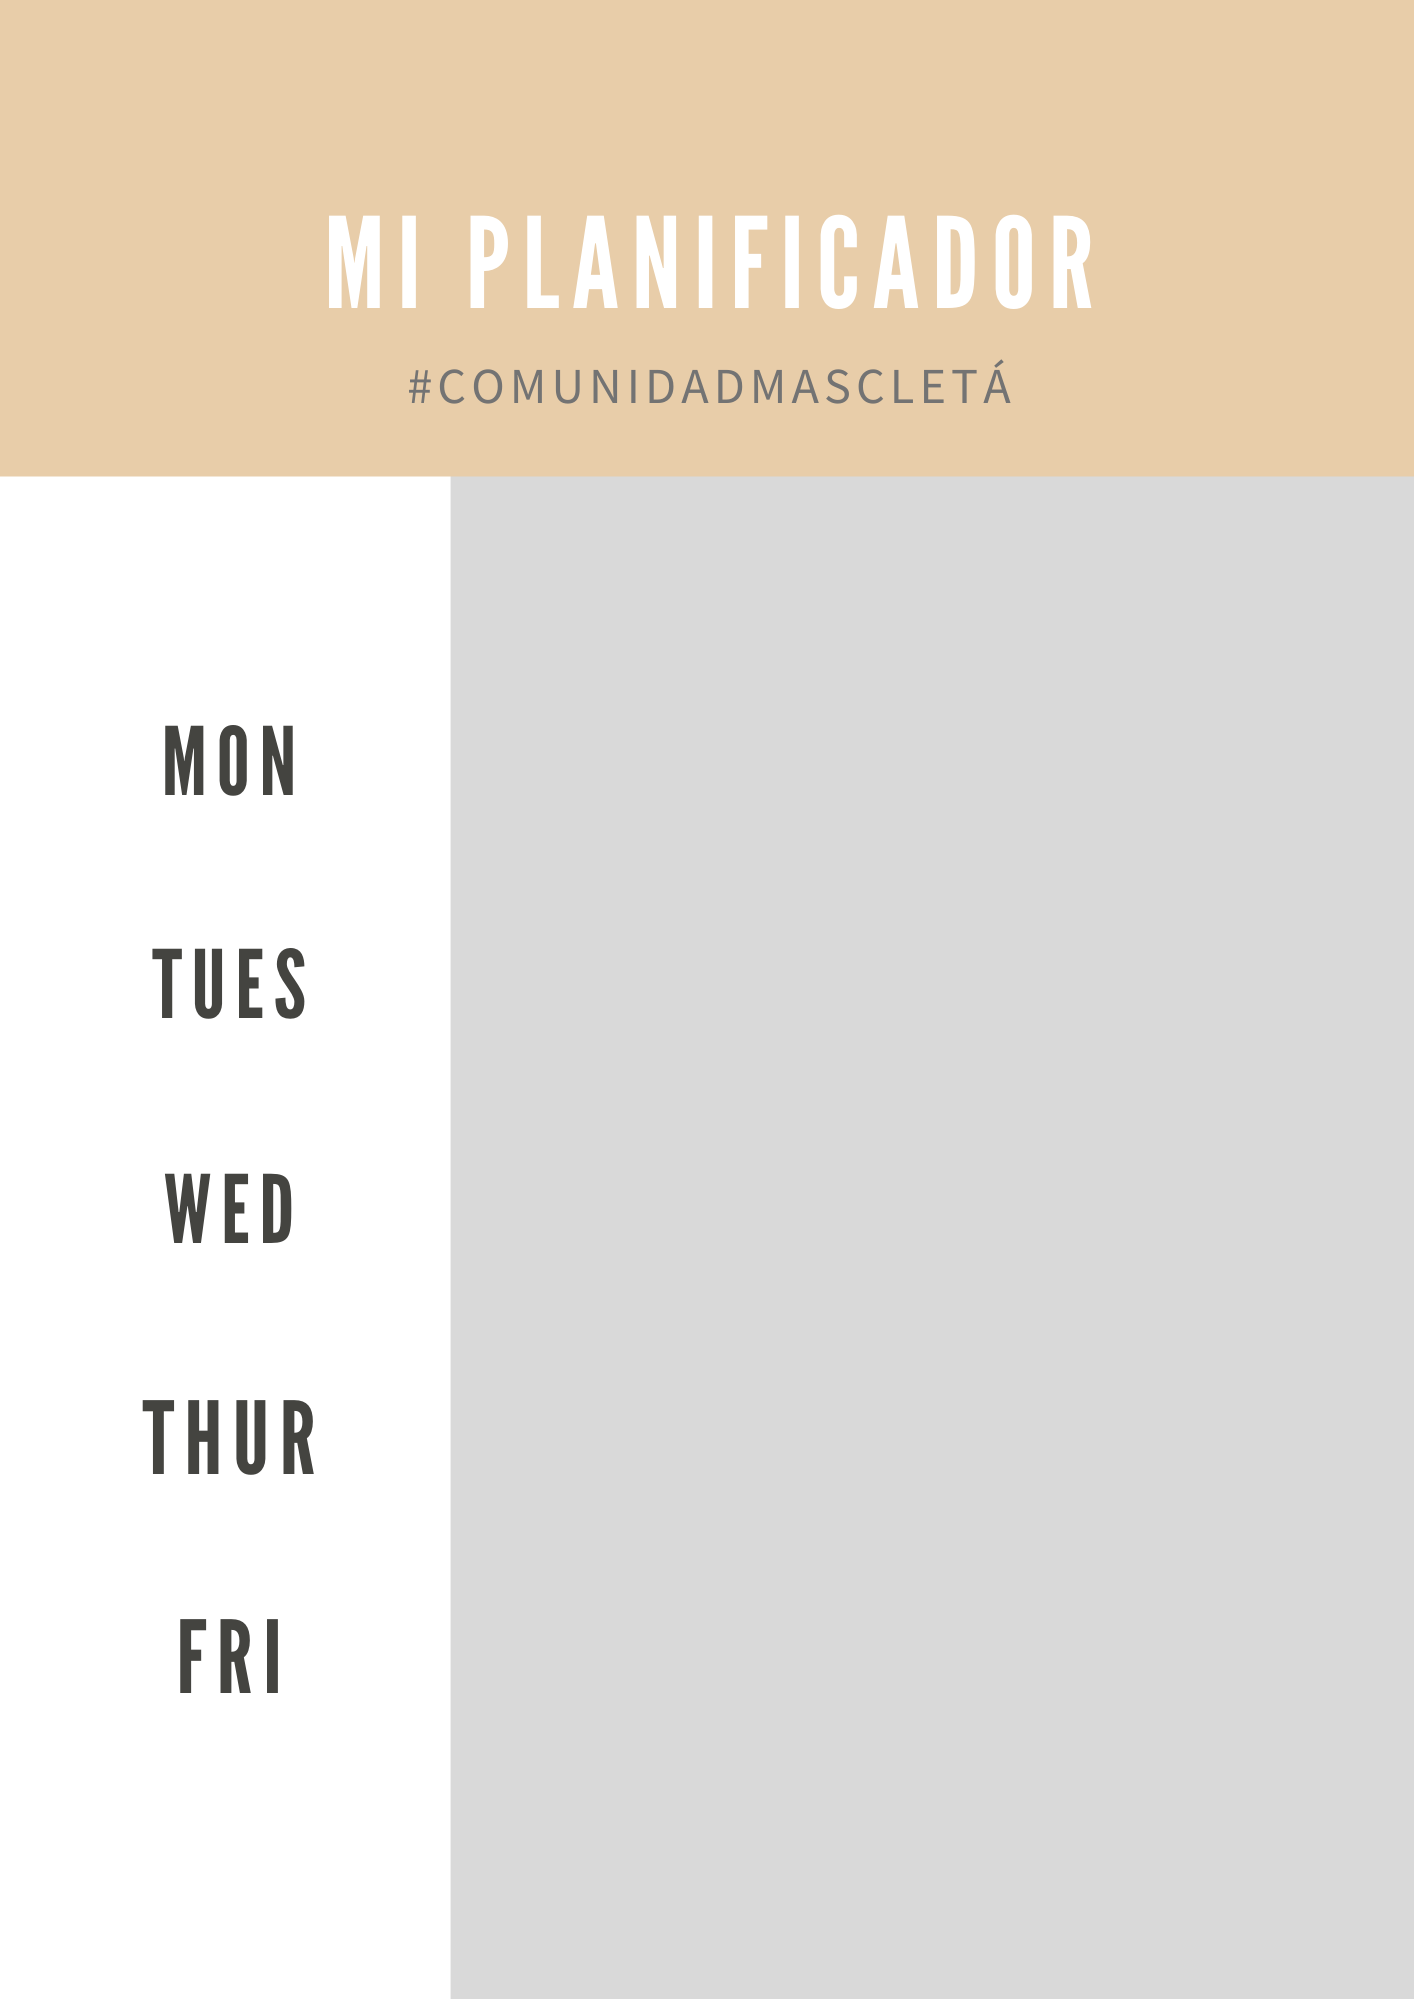 MI PLANIFICADOR
#COMUNIDADMASCLETÁ
MON
TUES
WED
THUR
FRI